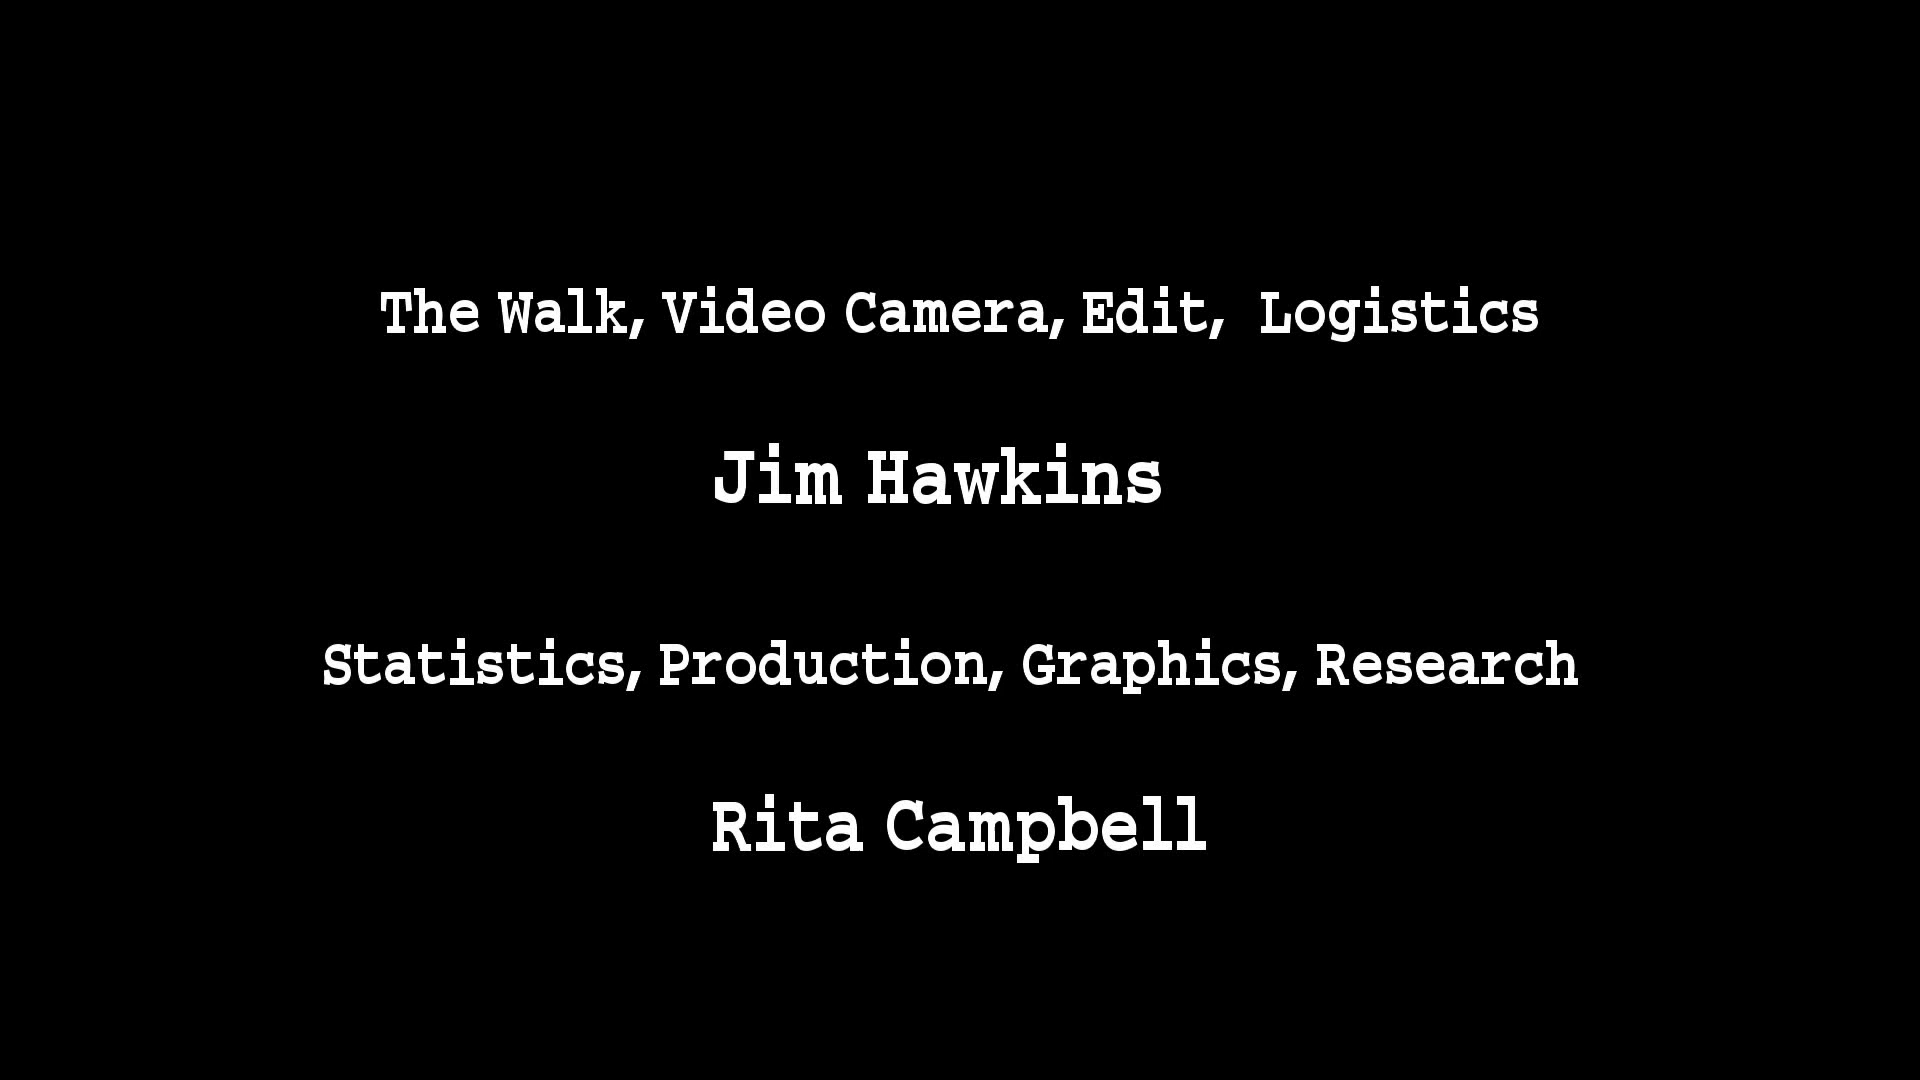 The Walk, Video Camera, Edit, Logistics
Jim Hawkins
Statistics, Production, Graphics, Research
Rita Campbell